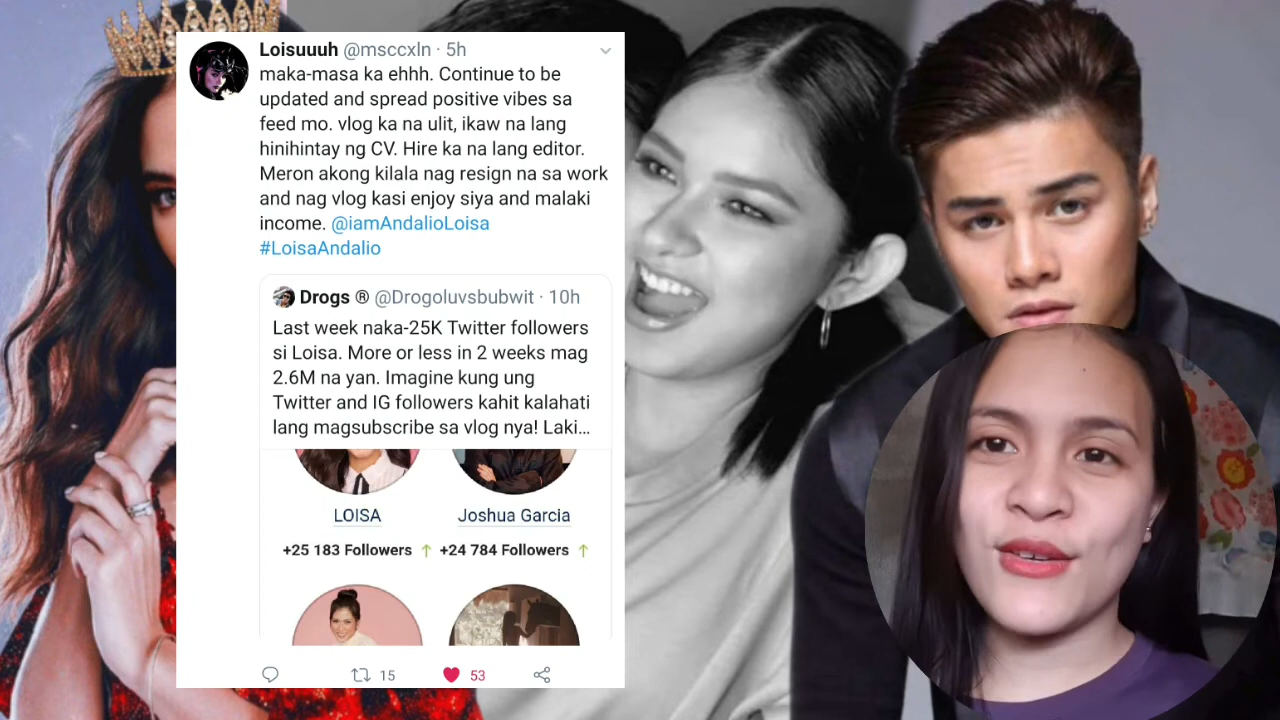 Loisuuuh @msccxln · 5h
maka-masa ka ehhh. Continue to be
updated and spread positive vibes sa
feed mo. vlog ka na ulit, ikaw na lang
hinihintay ng CV. Hire ka na lang editor.
Meron akong kilala nag resign na sa work
and nag vlog kasi enjoy siya and malaki
income. @iamAndalioLoisa
#LoisaAndalio
Drogs ® @Drogoluvsbubwit · 10h
Last week naka-25K Twitter followers
si Loisa. More or less in 2 weeks mag
2.6M na yan. Imagine kung ung
Twitter and IG followers kahit kalahati
lang magsubscribe sa vlog nya! Laki...
LOISA Joshua Garcia
+25 183 Followers ↑ +24 784 Followers ↑
15 53